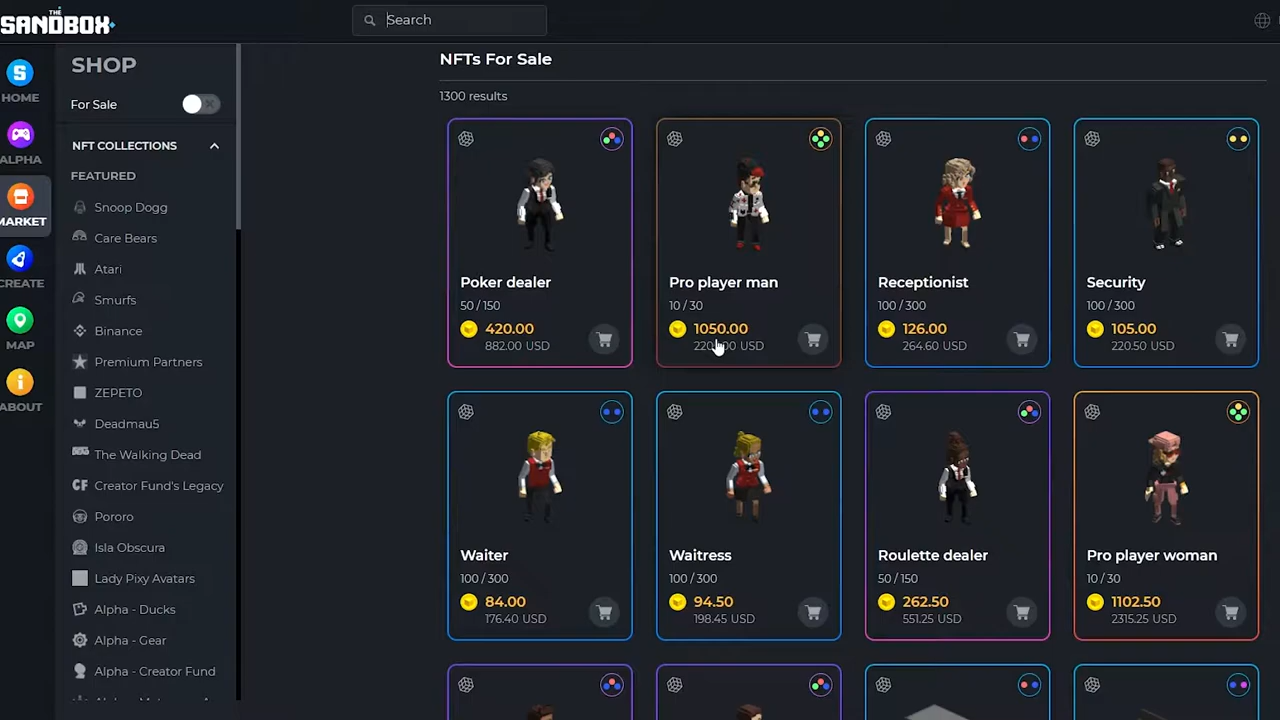 THE
SANDBOX
Search
HOME
ALPHA
MARKET
CREATE
MAP
ABOUT
SHOP
For Sale
NFT COLLECTIONS
FEATURED
Snoop Dogg
Care Bears
Atari
Smurfs
Binance
Premium Partners
ZEPETO
Deadmau5
The Walking Dead
CF Creator Fund's Legacy
Pororo
Isla Obscura
Lady Pixy Avatars
Alpha - Ducks
Alpha - Gear
Alpha - Creator Fund
NFTs For Sale
1300 results
Poker dealer
50 / 150
420.00
882.00 USD
Pro player man
10 / 30
1050.00
USD
Receptionist
100 / 300
126.00
264.60 USD
Security
100 / 300
105.00
220.50 USD
Waiter
100 / 300
84.00
176.40 USD
Waitress
100 / 300
94.50
198.45 USD
Roulette dealer
50 / 150
262.50
551.25 USD
Pro player woman
10 / 30
1102.50
2315.25 USD